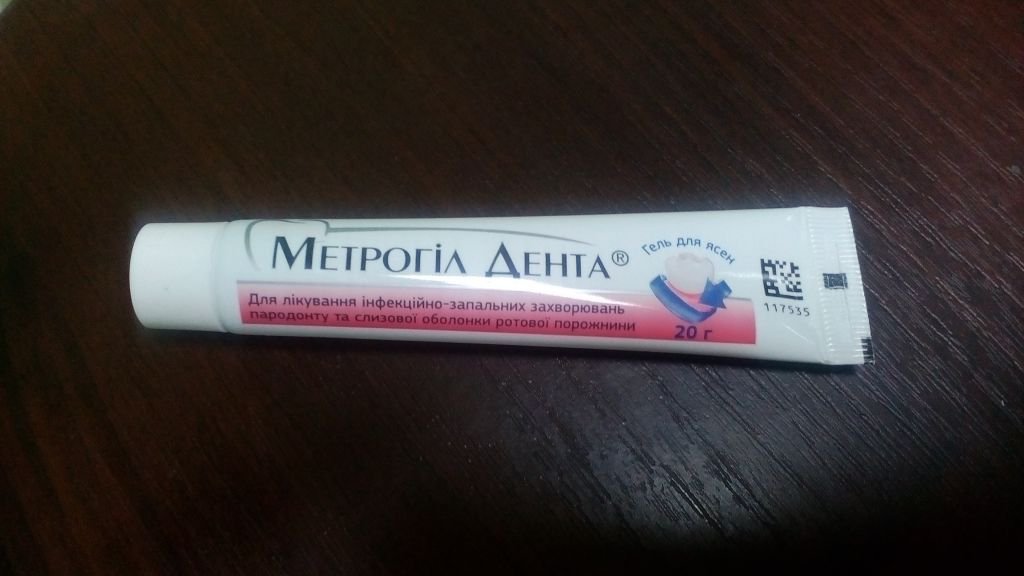 Метрогіл Дента®
Гель для ясен
Для лікування інфекційно-запальних захворювань
пародонту та слизової оболонки ротової порожнини
20 г
117535